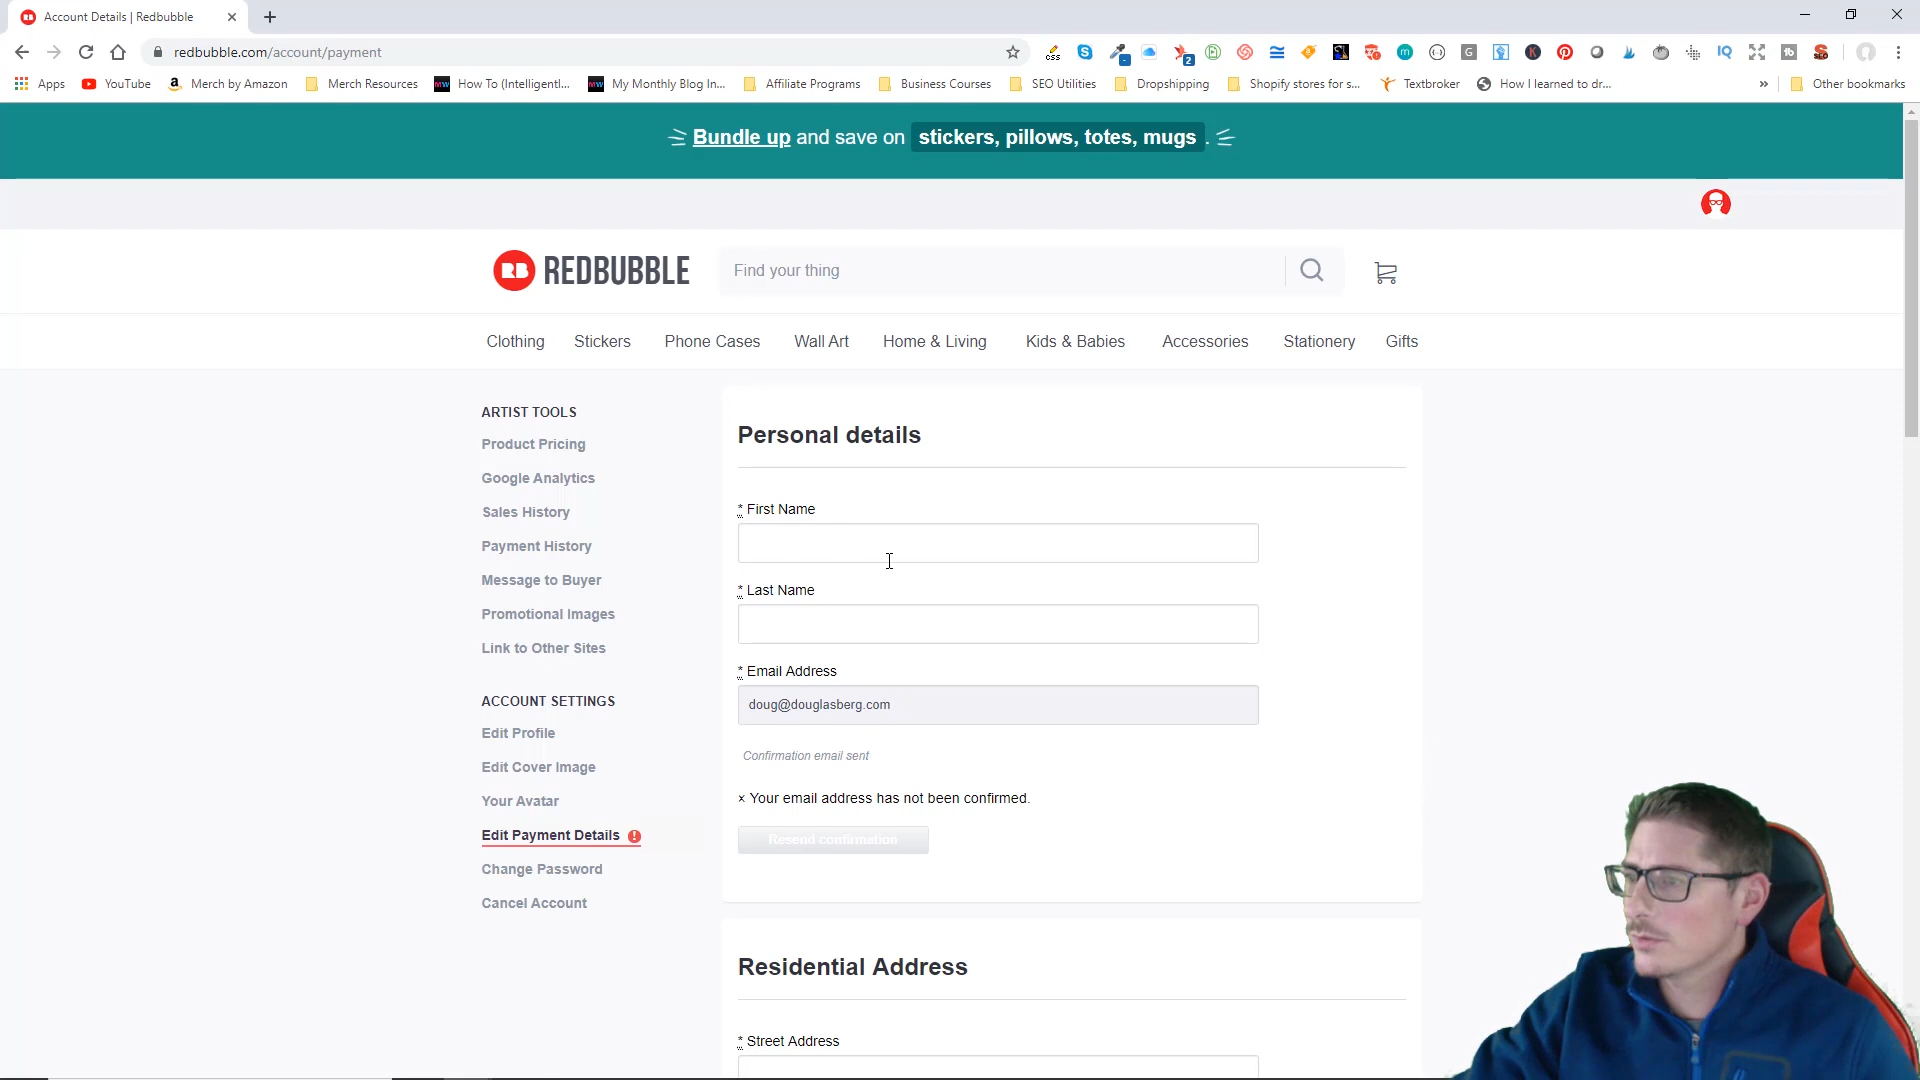 Account Details | Redbubble
redbubble.com/account/payment
Apps
YouTube
Merch by Amazon
Merch Resources
How To (Intelligentl...
My Monthly Blog In...
Affiliate Programs
Business Courses
SEO Utilities
Dropshipping
Shopify stores for s...
Textbroker
How I learned to dr...
»
Other bookmarks
Bundle up and save on stickers, pillows, totes, mugs .
RB REDBUBBLE
Find your thing
Clothing
Stickers
Phone Cases
Wall Art
Home & Living
Kids & Babies
Accessories
Stationery
Gifts
ARTIST TOOLS
Product Pricing
Google Analytics
Sales History
Payment History
Message to Buyer
Promotional Images
Link to Other Sites
ACCOUNT SETTINGS
Edit Profile
Edit Cover Image
Your Avatar
Edit Payment Details !
Change Password
Cancel Account
Personal details
* First Name
* Last Name
* Email Address
doug@douglasberg.com
Confirmation email sent
× Your email address has not been confirmed.
Resend confirmation
Residential Address
* Street Address